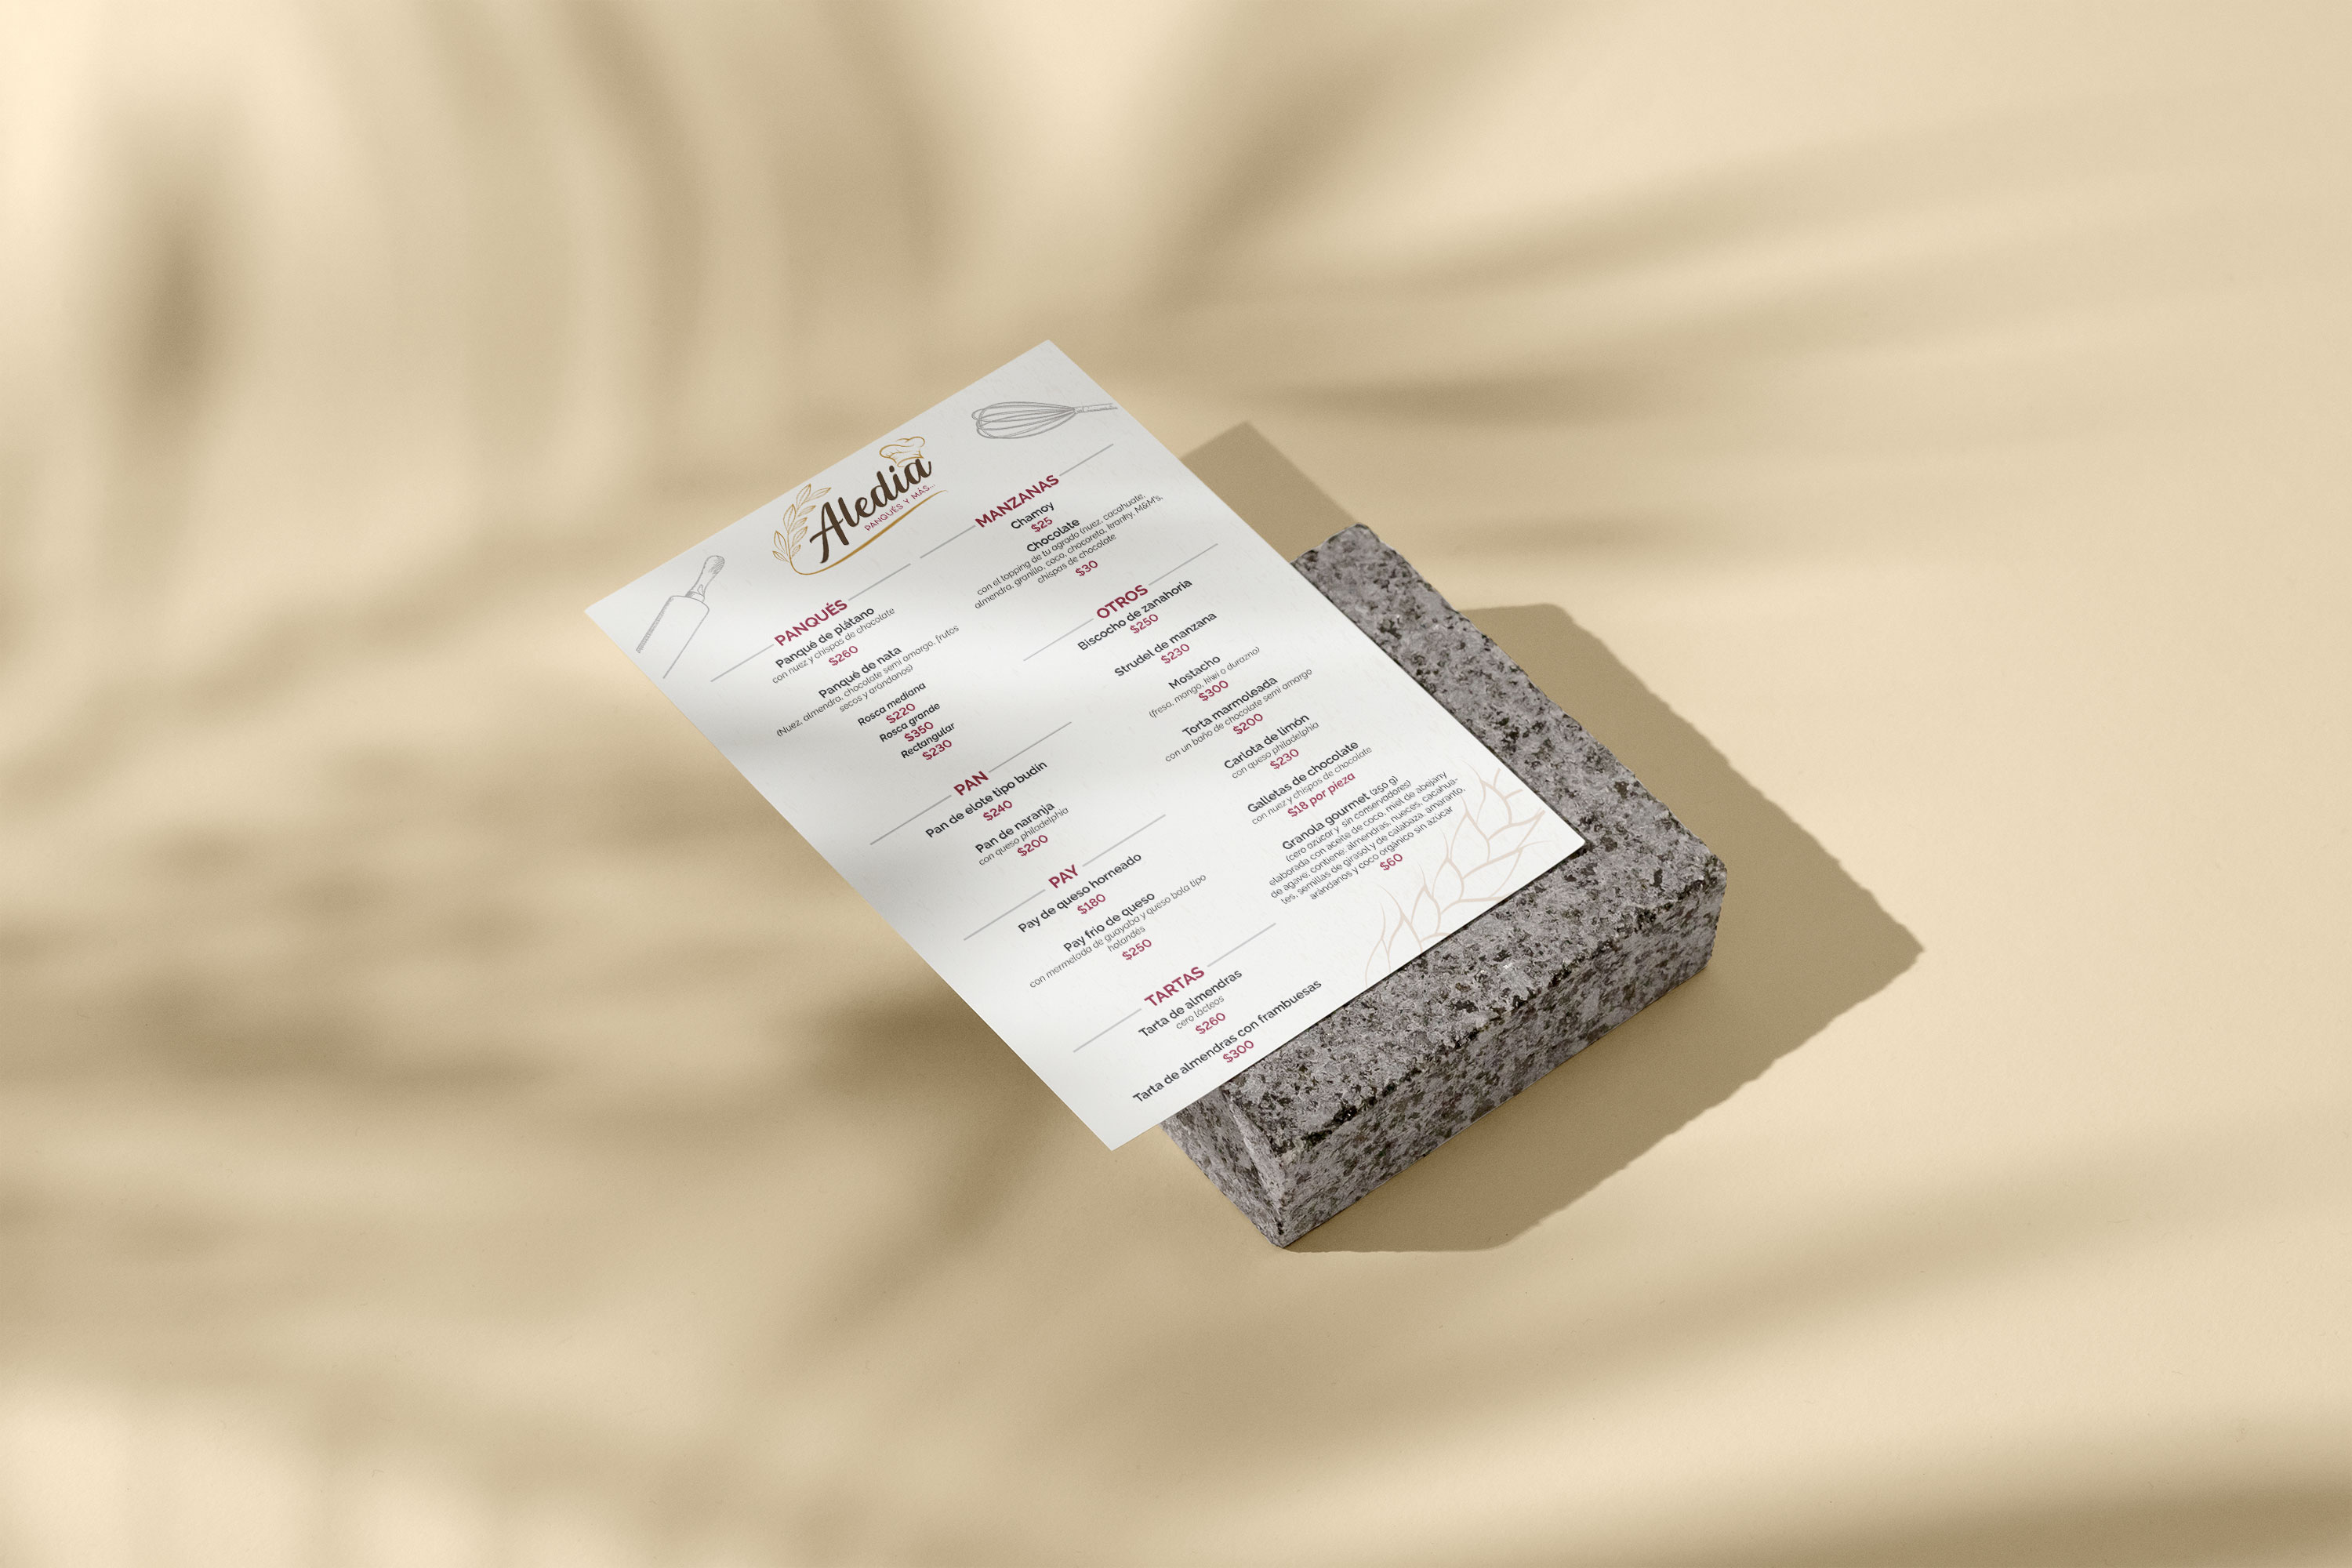 Aledia
PANQUÉS Y MÁS...
PANQUÉS
Panqué de plátano
con nuez y chispas de chocolate
$260
Panqué de nata
(Nuez, almendra, chocolate semi amargo, frutos
secos y arándanos)
Rosca mediana
$220
Rosca grande
$350
Rectangular
$230
PAN
Pan de elote tipo budín
$240
Pan de naranja
con queso philadelphia
$200
PAY
Pay de queso horneado
$180
Pay frío de queso
con mermelada de guayaba y queso bola tipo
holandés
$250
TARTAS
Tarta de almendras
cero lácteos
$260
Tarta de almendras con frambuesas
$300
MANZANAS
Chamoy
$25
Chocolate
con el topping de tu agrado (nuez, cacahuate,
almendra, granillo, coco, chocoreta, kranky, M&M's,
chispas de chocolate
$30
OTROS
Biscocho de zanahoria
$250
Strudel de manzana
$230
Mostacho
(fresa, mango, kiwi o durazno)
$300
Torta marmoleada
con un baño de chocolate semi amargo
$200
Carlota de limón
con queso philadelphia
$230
Galletas de chocolate
con nuez y chispas de chocolate
$18 por pieza
Granola gourmet (250 g)
(cero azúcar y sin conservadores)
elaborada con aceite de coco, miel de abejany
de agave; contiene: almendras, nueces, cacahua-
tes, semillas de girasol y de calabaza, amaranto,
arándanos y coco orgánico sin azúcar
$60